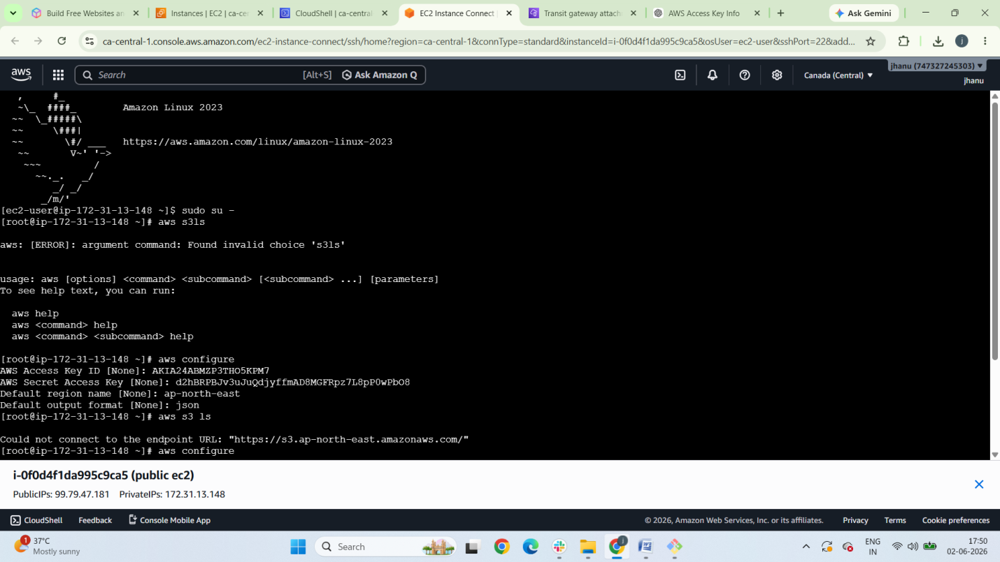 Build Free Websites an
Instances | EC2 | ca-cen
CloudShell | ca-central
EC2 Instance Connect |
Transit gateway attach
AWS Access Key Info
Ask Gemini
ca-central-1.console.aws.amazon.com/ec2-instance-connect/ssh/home?region=ca-central-1&connType=standard&instanceId=i-0f0d4f1da995c9ca5&osUser=ec2-user&sshPort=22&add...
j
aws
Search
[Alt+S]
Ask Amazon Q
Canada (Central) ▼
jhanu (747327245303) ▼
jhanu
   ,     #_
   ~\_  ####_        Amazon Linux 2023
  ~~  \_#####\
  ~~     \###|
  ~~       \#/ ___   https://aws.amazon.com/linux/amazon-linux-2023
   ~~       V~' '->
    ~~~         /
      ~~._.   _/
         _/ _/
       _/m/'
[ec2-user@ip-172-31-13-148 ~]$ sudo su -
[root@ip-172-31-13-148 ~]# aws s3ls
aws: [ERROR]: argument command: Found invalid choice 's3ls'
usage: aws [options] <command> <subcommand> [<subcommand> ...] [parameters]
To see help text, you can run:
  aws help
  aws <command> help
  aws <command> <subcommand> help
[root@ip-172-31-13-148 ~]# aws configure
AWS Access Key ID [None]: AKIA24ABMZP3THO5KPM7
AWS Secret Access Key [None]: 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
Default region name [None]: ap-north-east
Default output format [None]: json
[root@ip-172-31-13-148 ~]# aws s3 ls
Could not connect to the endpoint URL: "https://s3.ap-north-east.amazonaws.com/"
[root@ip-172-31-13-148 ~]# aws configure
i-0f0d4f1da995c9ca5 (public ec2)
PublicIPs: 99.79.47.181    PrivateIPs: 172.31.13.148
CloudShell
Feedback
Console Mobile App
© 2026, Amazon Web Services, Inc. or its affiliates.
Privacy
Terms
Cookie preferences
1
37°C
Mostly sunny
Search
j
ENG
IN
17:50
02-06-2026